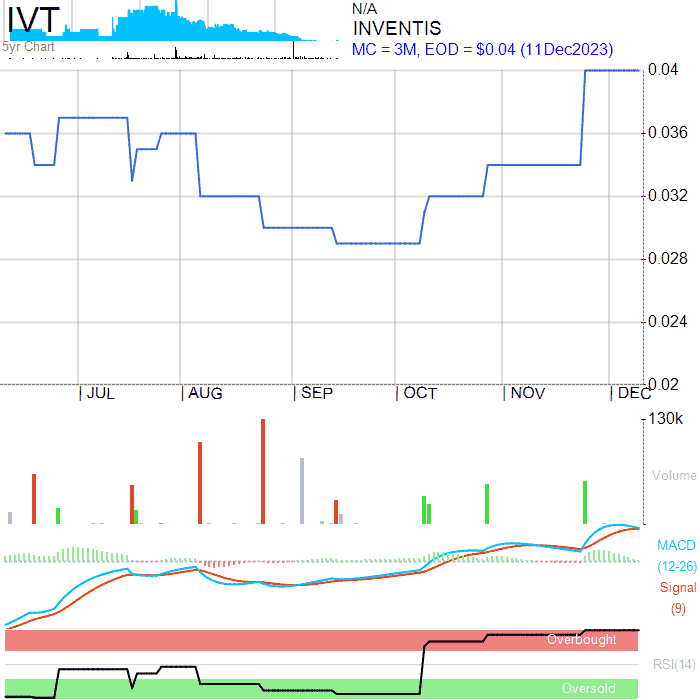 IVT
5yr Chart
N/A
INVENTIS
MC = 3M, EOD = $0.04 (11Dec2023)
0.04
0.036
0.032
0.028
0.024
0.02
JUL AUG SEP OCT NOV DEC
130k
Volume
MACD
(12-26)
Signal
(9)
Overbought
RSI(14)
Oversold